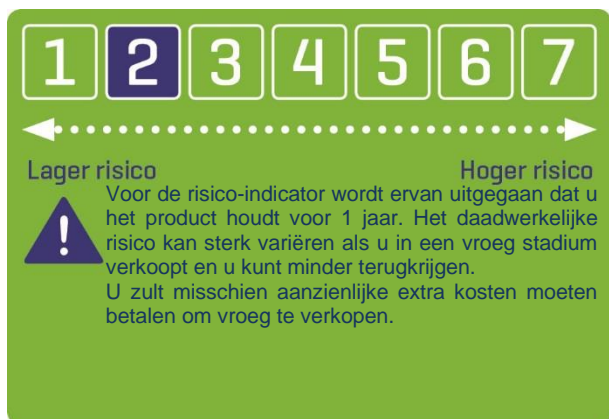 1 2 3 4 5 6 7
Lager risico Hoger risico
Voor de risico-indicator wordt ervan uitgegaan dat u
het product houdt voor 1 jaar. Het daadwerkelijke
risico kan sterk variëren als u in een vroeg stadium
verkoopt en u kunt minder terugkrijgen.
U zult misschien aanzienlijke extra kosten moeten
betalen om vroeg te verkopen.